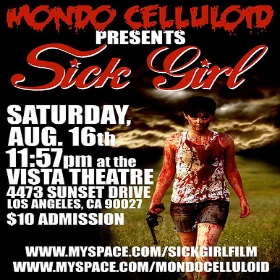 MONDO CELLULOID
PRESENTS
Sick Girl
SATURDAY,
AUG. 16th
11:57pm at the
VISTA THEATRE
4473 SUNSET DRIVE
LOS ANGELES, CA 90027
$10 ADMISSION
WWW.MYSPACE.COM/SICKGIRLFILM
WWW.MYSPACE.COM/MONDOCELLULOID